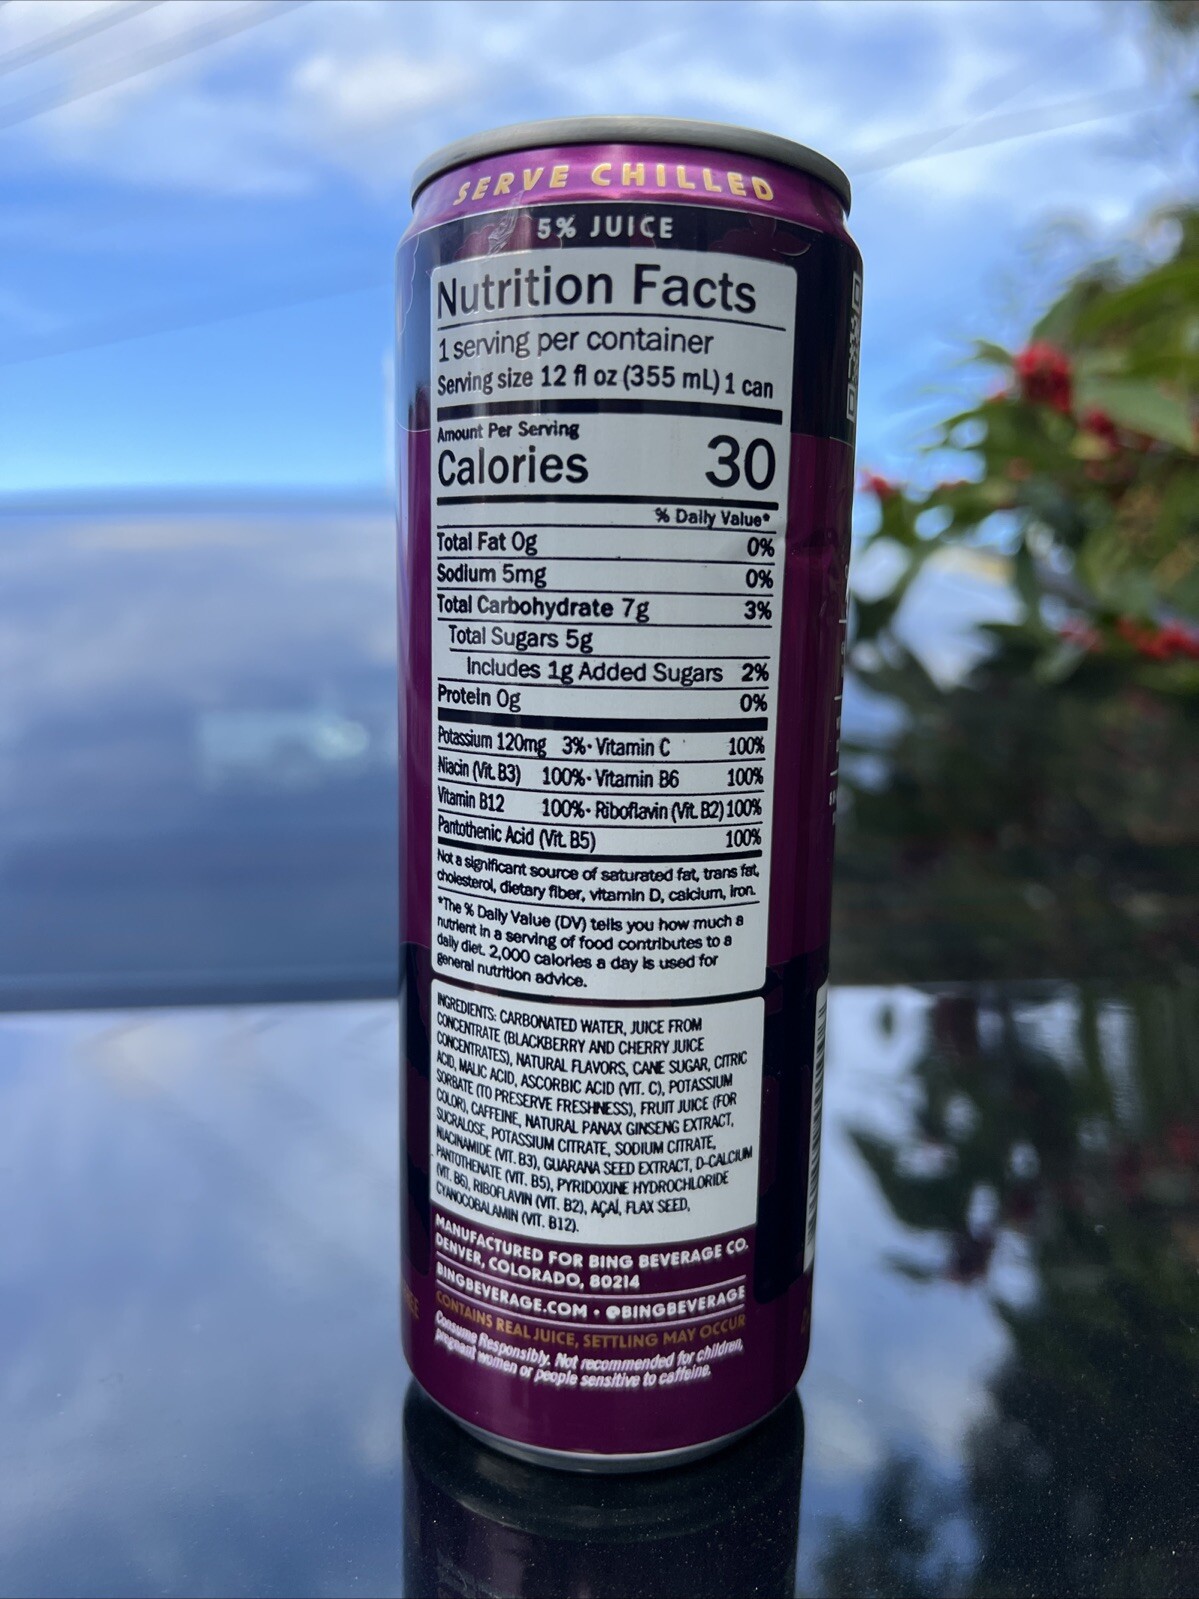 SERVE CHILLED
5% JUICE
Nutrition Facts
1 serving per container
Serving size 12 fl oz (355 mL) 1 can
Amount Per Serving
Calories 30
% Daily Value*
Total Fat 0g 0%
Sodium 5mg 0%
Total Carbohydrate 7g 3%
Total Sugars 5g
Includes 1g Added Sugars 2%
Protein 0g 0%
Potassium 120mg 3% • Vitamin C 100%
Niacin (Vit. B3) 100% • Vitamin B6 100%
Vitamin B12 100% • Riboflavin (Vit. B2) 100%
Pantothenic Acid (Vit. B5) 100%
Not a significant source of saturated fat, trans fat,
cholesterol, dietary fiber, vitamin D, calcium, iron.
*The % Daily Value (DV) tells you how much a
nutrient in a serving of food contributes to a
daily diet. 2,000 calories a day is used for
general nutrition advice.
INGREDIENTS: CARBONATED WATER, JUICE FROM
CONCENTRATE (BLACKBERRY AND CHERRY JUICE
CONCENTRATES), NATURAL FLAVORS, CANE SUGAR, CITRIC
ACID, MALIC ACID, ASCORBIC ACID (VIT. C), POTASSIUM
SORBATE (TO PRESERVE FRESHNESS), FRUIT JUICE (FOR
COLOR), CAFFEINE, NATURAL PANAX GINSENG EXTRACT,
SUCRALOSE, POTASSIUM CITRATE, SODIUM CITRATE,
NIACINAMIDE (VIT. B3), GUARANA SEED EXTRACT, D-CALCIUM
PANTOTHENATE (VIT. B5), PYRIDOXINE HYDROCHLORIDE
(VIT. B6), RIBOFLAVIN (VIT. B2), AÇAÍ, FLAX SEED,
CYANOCOBALAMIN (VIT. B12).
MANUFACTURED FOR BING BEVERAGE CO.
DENVER, COLORADO, 80214
BINGBEVERAGE.COM • @BINGBEVERAGE
CONTAINS REAL JUICE, SETTLING MAY OCCUR
Consume Responsibly. Not recommended for children,
pregnant women or people sensitive to caffeine.